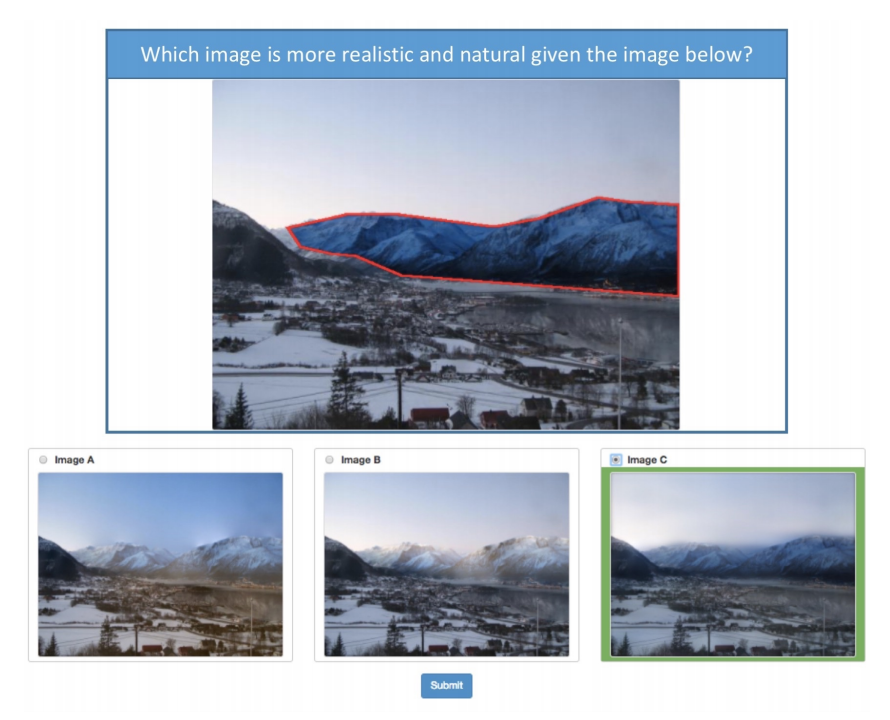 Which image is more realistic and natural given the image below?
Image A
Image B
Image C
Submit